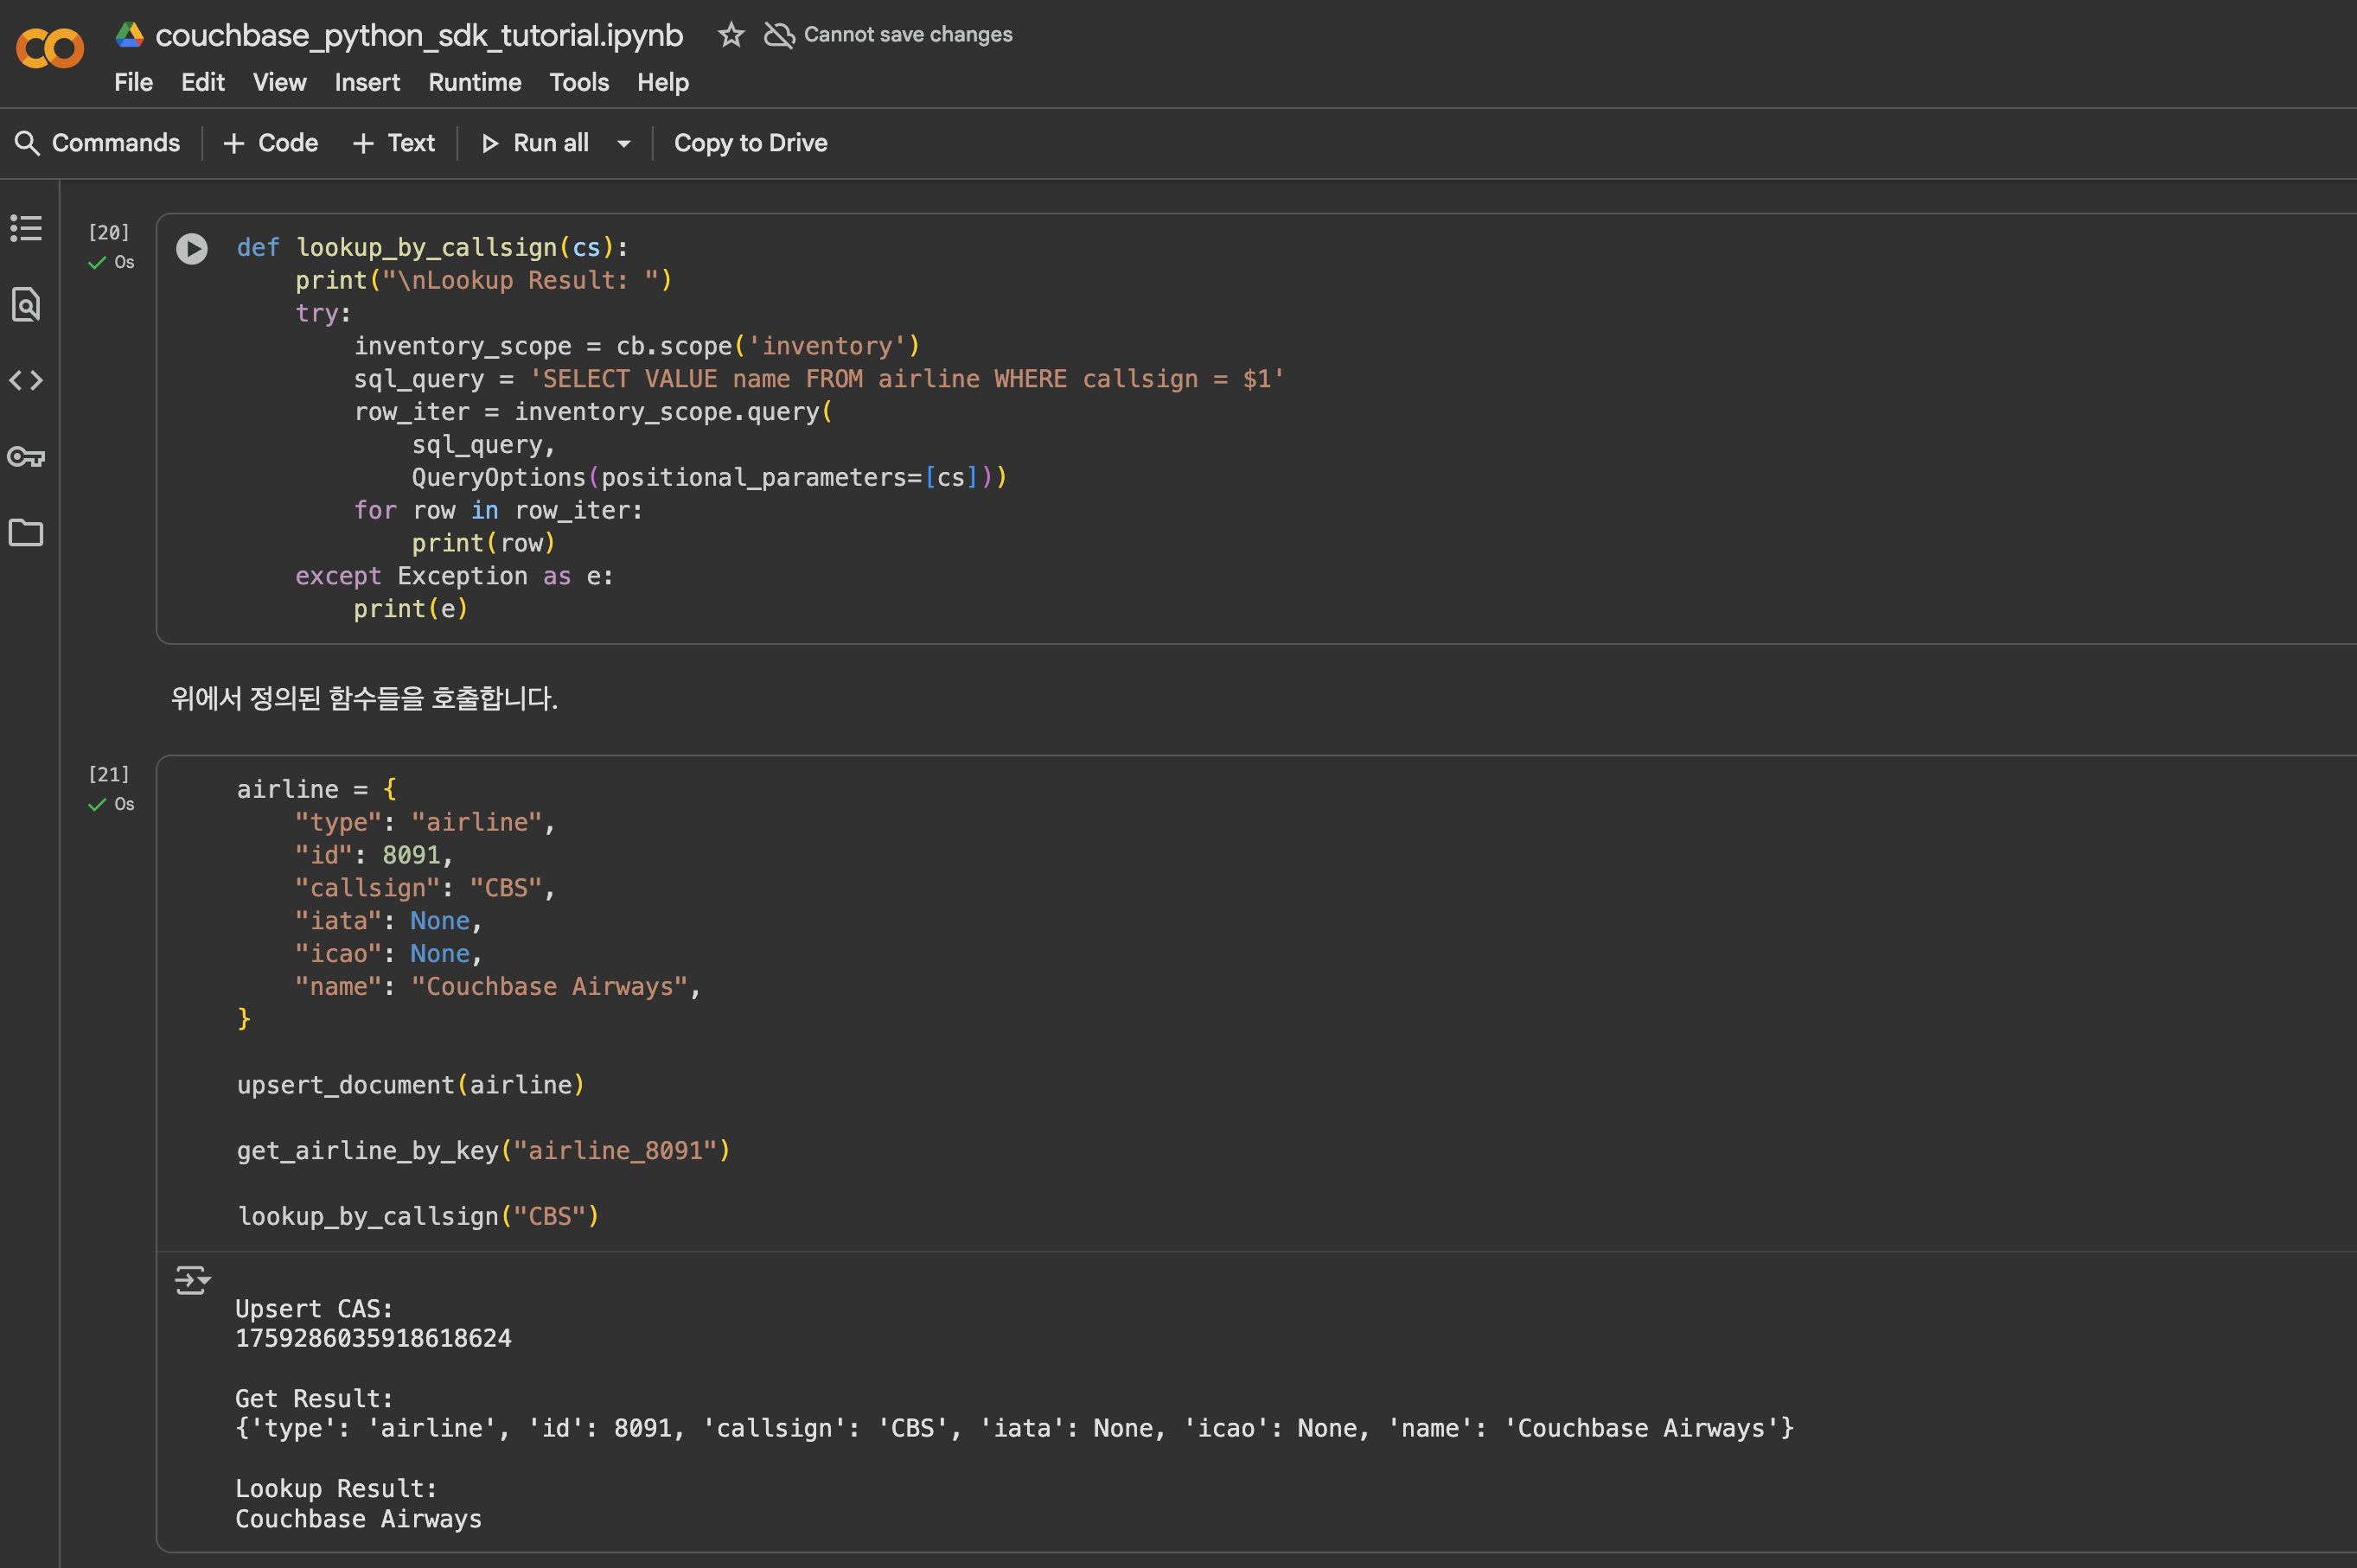 couchbase_python_sdk_tutorial.ipynb Cannot save changes
File Edit View Insert Runtime Tools Help
Commands + Code + Text Run all Copy to Drive
[20]
0s
def lookup_by_callsign(cs):
    print("\nLookup Result: ")
    try:
        inventory_scope = cb.scope('inventory')
        sql_query = 'SELECT VALUE name FROM airline WHERE callsign = $1'
        row_iter = inventory_scope.query(
            sql_query,
            QueryOptions(positional_parameters=[cs]))
        for row in row_iter:
            print(row)
    except Exception as e:
        print(e)
위에서 정의된 함수들을 호출합니다.
[21]
0s
airline = {
    "type": "airline",
    "id": 8091,
    "callsign": "CBS",
    "iata": None,
    "icao": None,
    "name": "Couchbase Airways",
}
upsert_document(airline)
get_airline_by_key("airline_8091")
lookup_by_callsign("CBS")
Upsert CAS:
1759286035918618624
Get Result:
{'type': 'airline', 'id': 8091, 'callsign': 'CBS', 'iata': None, 'icao': None, 'name': 'Couchbase Airways'}
Lookup Result:
Couchbase Airways